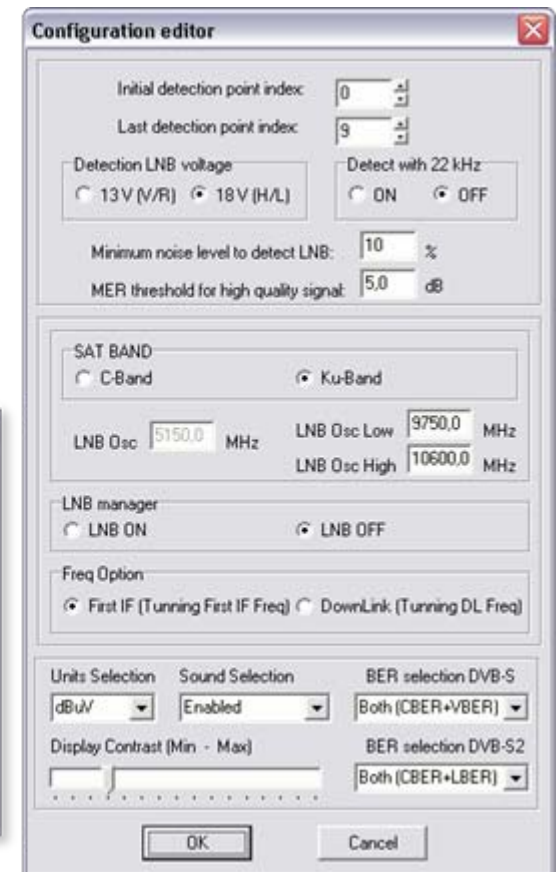 Configuration editor
Initial detection point index: 0
Last detection point index: 9
Detection LNB voltage
13 V (V/R) 18 V (H/L)
Detect with 22 kHz
ON OFF
Minimum noise level to detect LNB: 10 %
MER threshold for high quality signal: 5,0 dB
SAT BAND
C-Band Ku-Band
LNB Osc 5150,0 MHz
LNB Osc Low 9750,0 MHz
LNB Osc High 10600,0 MHz
LNB manager
LNB ON LNB OFF
Freq Option
First IF (Tunning First IF Freq) DownLink (Tunning DL Freq)
Units Selection Sound Selection BER selection DVB-S
dBuV Enabled Both (CBER+VBER)
Display Contrast (Min - Max) BER selection DVB-S2
Both (CBER+LBER)
OK Cancel